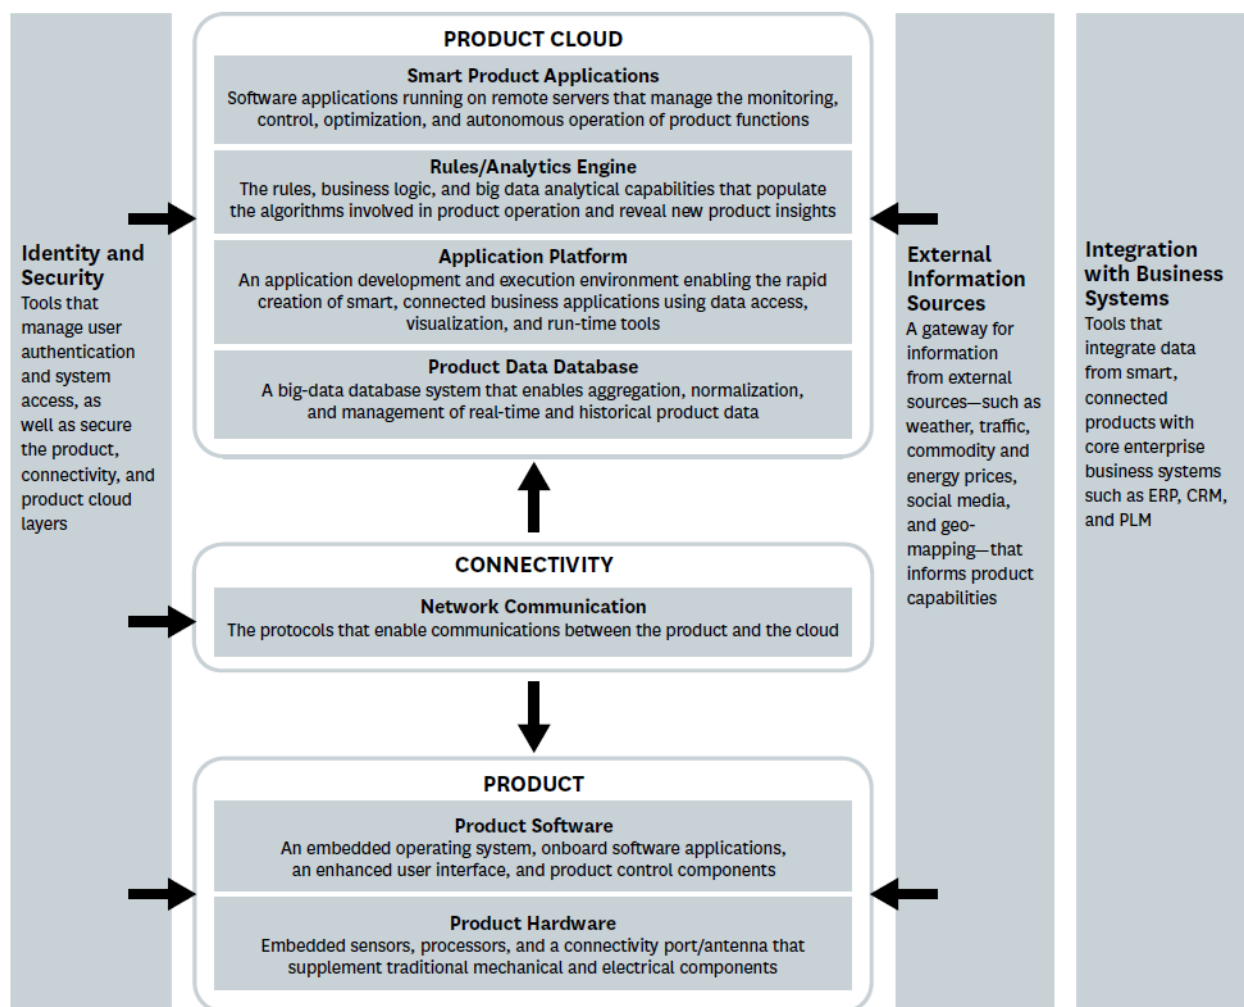 PRODUCT CLOUD
Smart Product Applications
Software applications running on remote servers that manage the monitoring,
control, optimization, and autonomous operation of product functions
Rules/Analytics Engine
The rules, business logic, and big data analytical capabilities that populate
the algorithms involved in product operation and reveal new product insights
Application Platform
An application development and execution environment enabling the rapid
creation of smart, connected business applications using data access,
visualization, and run-time tools
Product Data Database
A big-data database system that enables aggregation, normalization,
and management of real-time and historical product data
CONNECTIVITY
Network Communication
The protocols that enable communications between the product and the cloud
PRODUCT
Product Software
An embedded operating system, onboard software applications,
an enhanced user interface, and product control components
Product Hardware
Embedded sensors, processors, and a connectivity port/antenna that
supplement traditional mechanical and electrical components
Identity and
Security
Tools that
manage user
authentication
and system
access, as
well as secure
the product,
connectivity, and
product cloud
layers
External
Information
Sources
A gateway for
information
from external
sources—such as
weather, traffic,
commodity and
energy prices,
social media,
and geo-
mapping—that
informs product
capabilities
Integration
with Business
Systems
Tools that
integrate data
from smart,
connected
products with
core enterprise
business systems
such as ERP, CRM,
and PLM